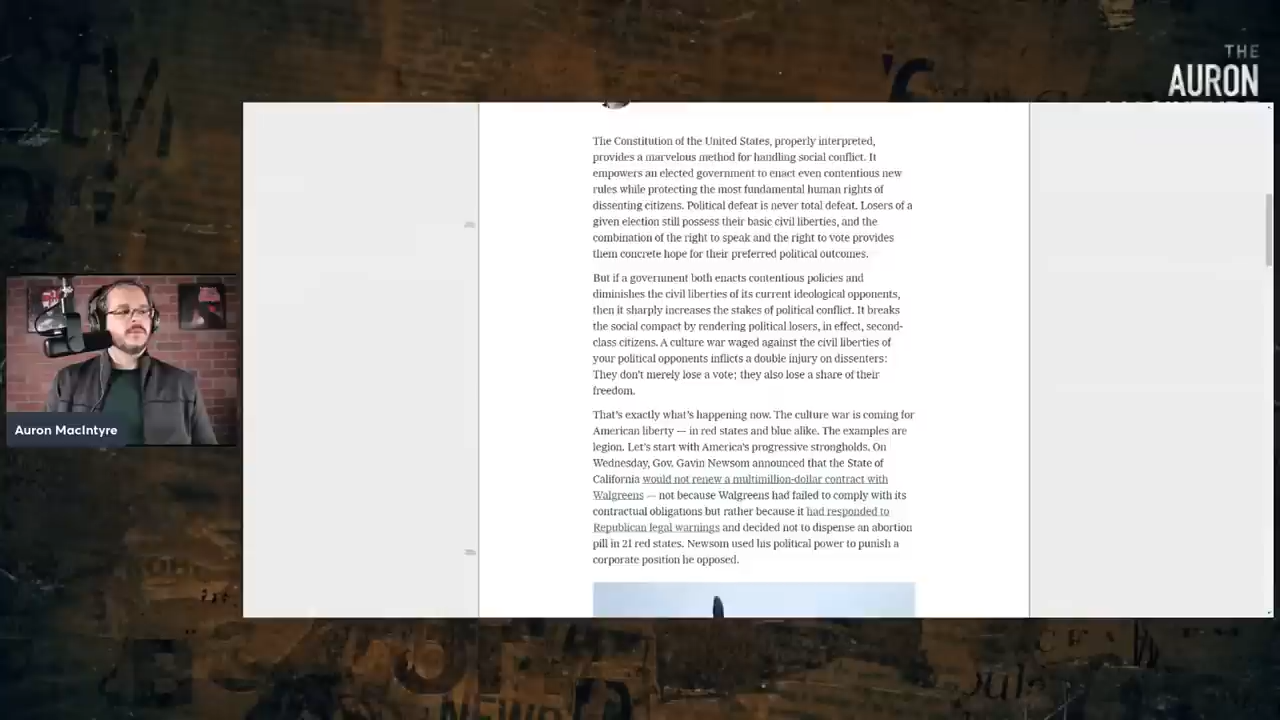 THE
AURON
The Constitution of the United States, properly interpreted,
provides a marvelous method for handling social conflict. It
empowers an elected government to enact even contentious new
rules while protecting the most fundamental human rights of
dissenting citizens. Political defeat is never total defeat. Losers of a
given election still possess their basic civil liberties, and the
combination of the right to speak and the right to vote provides
them concrete hope for their preferred political outcomes.
But if a government both enacts contentious policies and
diminishes the civil liberties of its current ideological opponents,
then it sharply increases the stakes of political conflict. It breaks
the social compact by rendering political losers, in effect, second-
class citizens. A culture war waged against the civil liberties of
your political opponents inflicts a double injury on dissenters:
They don't merely lose a vote; they also lose a share of their
freedom.
That's exactly what's happening now. The culture war is coming for
American liberty — in red states and blue alike. The examples are
legion. Let's start with America's progressive strongholds. On
Wednesday, Gov. Gavin Newsom announced that the State of
California would not renew a multimillion-dollar contract with
Walgreens — not because Walgreens had failed to comply with its
contractual obligations but rather because it had responded to
Republican legal warnings and decided not to dispense an abortion
pill in 21 red states. Newsom used his political power to punish a
corporate position he opposed.
Auron MacIntyre